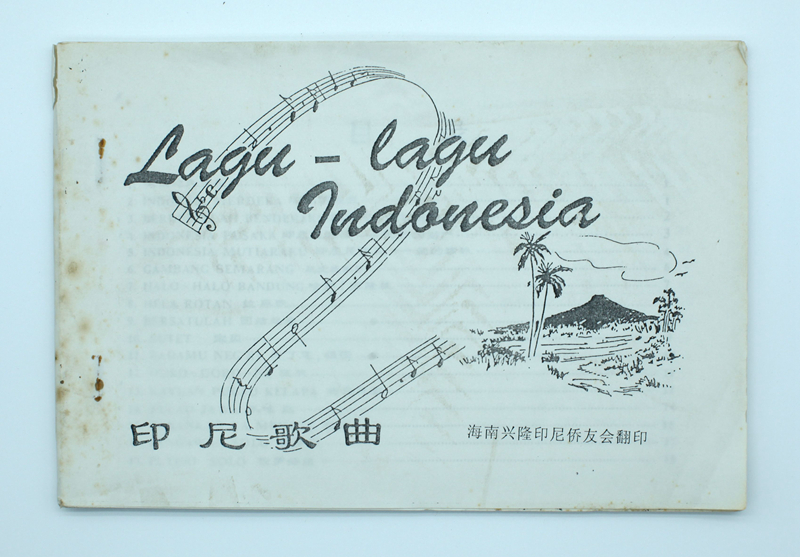 Lagu - lagu
Indonesia
印尼歌曲
海南兴隆印尼侨友会翻印